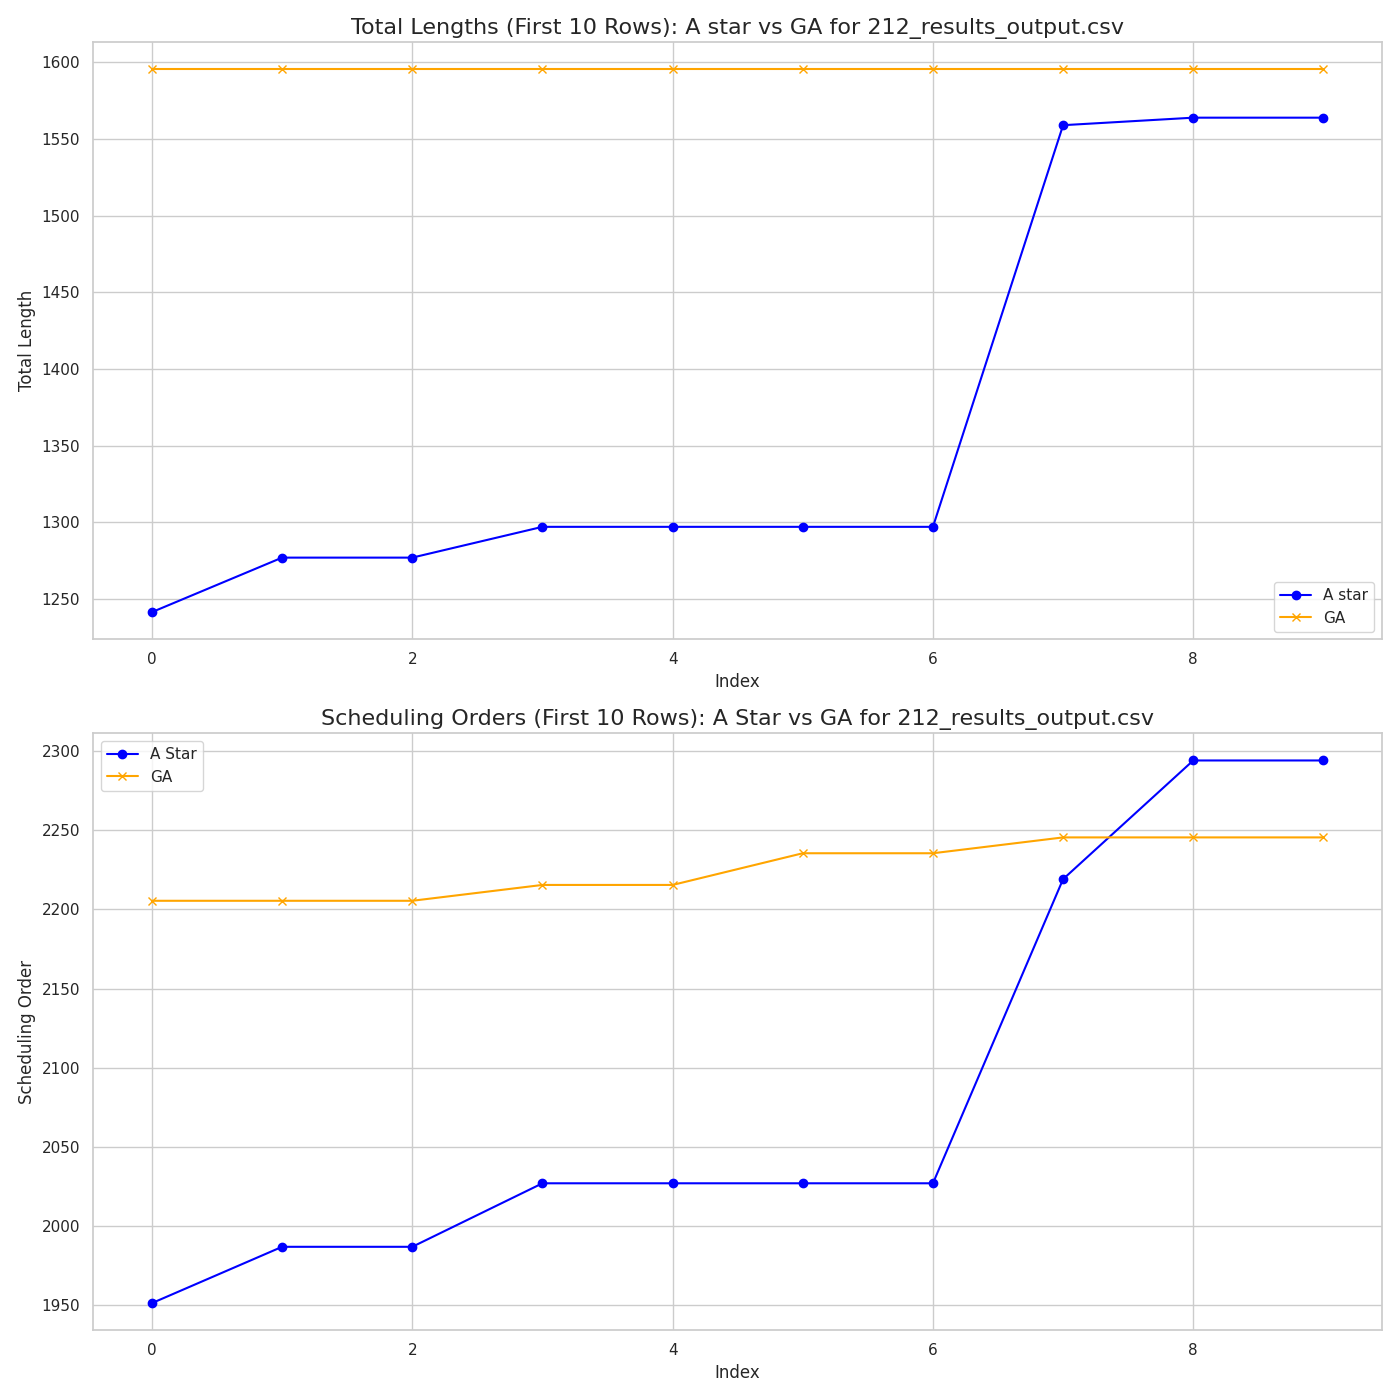 Total Lengths (First 10 Rows): A star vs GA for 212_results_output.csv
1600
1550
1500
1450
1400
1350
1300
1250
Total Length
A star
GA
0 2 4 6 8
Index
Scheduling Orders (First 10 Rows): A Star vs GA for 212_results_output.csv
A Star
GA
2300
2250
2200
2150
2100
2050
2000
1950
Scheduling Order
0 2 4 6 8
Index